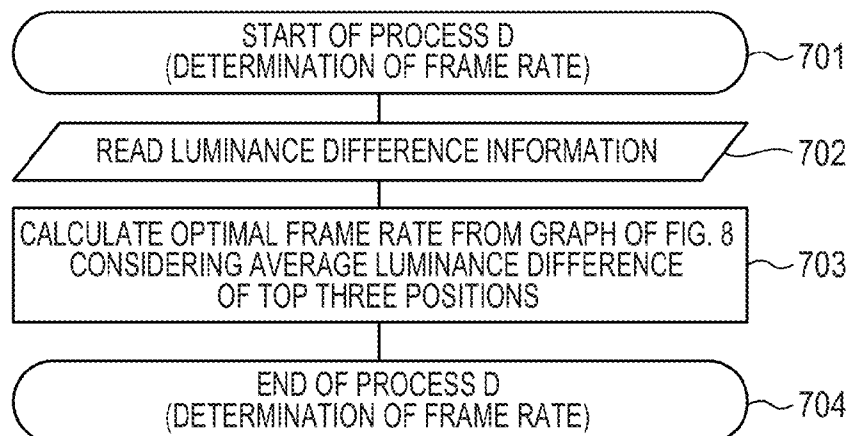 START OF PROCESS D
(DETERMINATION OF FRAME RATE)
701
READ LUMINANCE DIFFERENCE INFORMATION
702
CALCULATE OPTIMAL FRAME RATE FROM GRAPH OF FIG. 8
CONSIDERING AVERAGE LUMINANCE DIFFERENCE
OF TOP THREE POSITIONS
703
END OF PROCESS D
(DETERMINATION OF FRAME RATE)
704